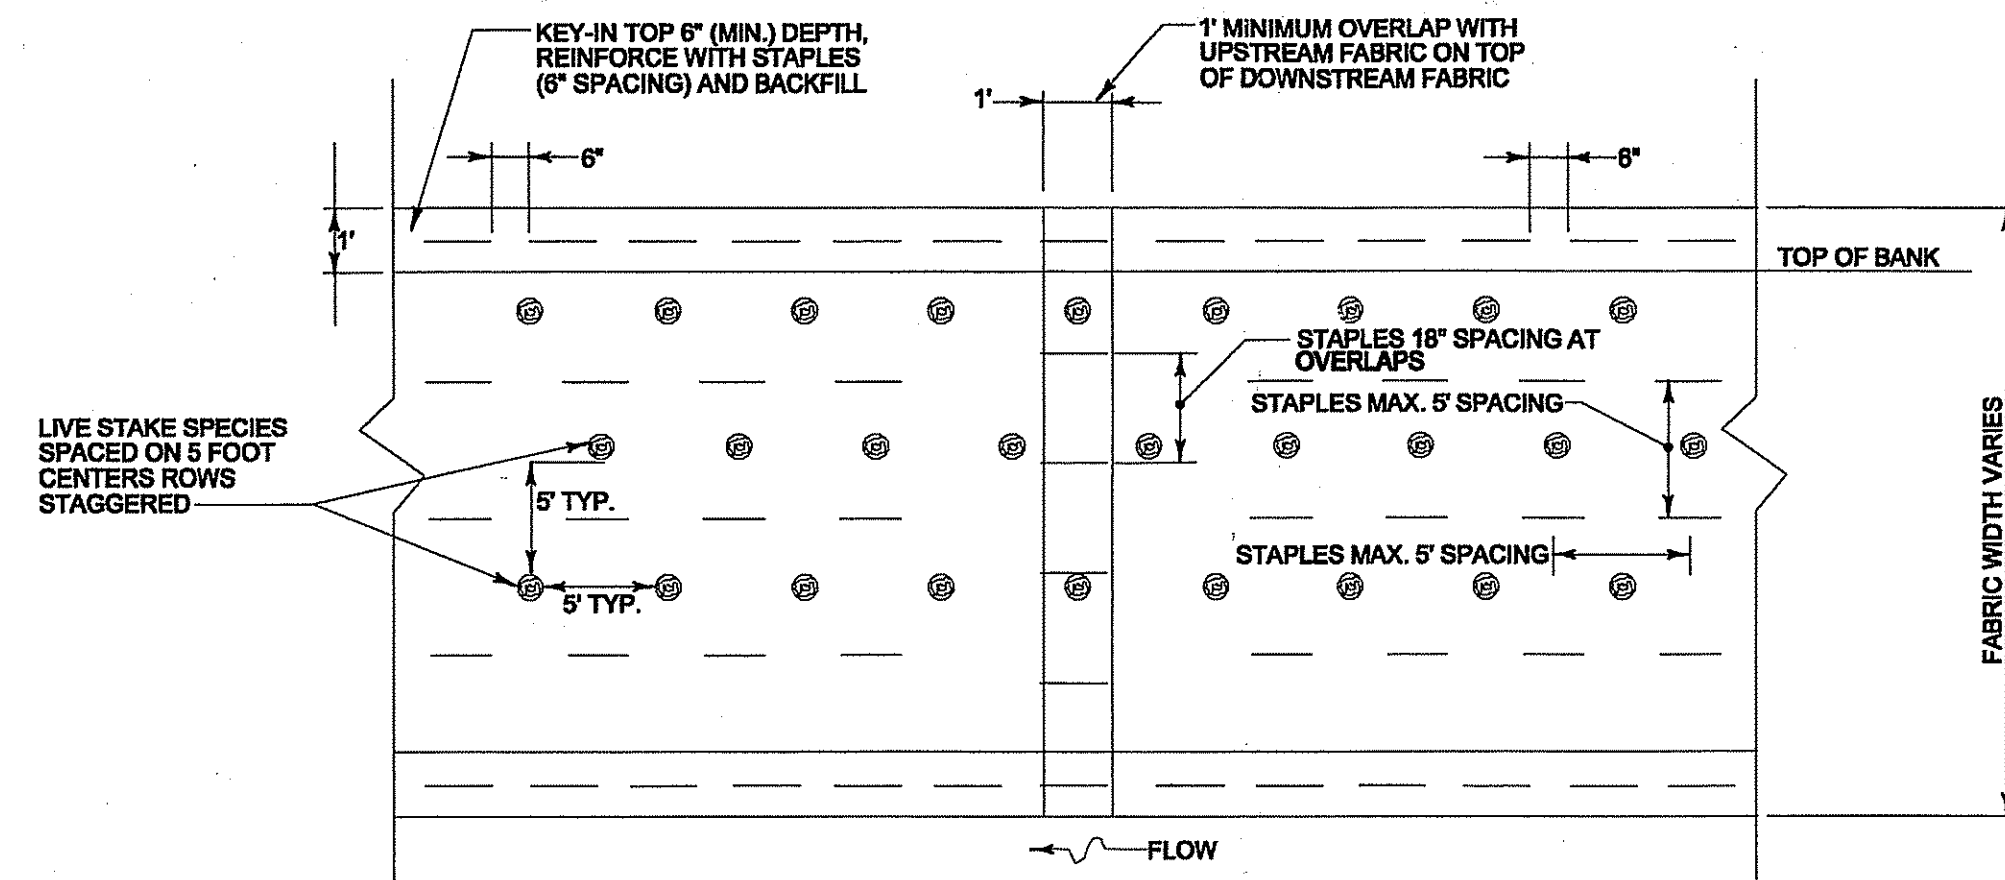 KEY-IN TOP 6" (MIN.) DEPTH,
REINFORCE WITH STAPLES
(6" SPACING) AND BACKFILL
1' MINIMUM OVERLAP WITH
UPSTREAM FABRIC ON TOP
OF DOWNSTREAM FABRIC
1'
6"
6"
1'
TOP OF BANK
STAPLES 18" SPACING AT
OVERLAPS
STAPLES MAX. 5' SPACING
LIVE STAKE SPECIES
SPACED ON 5 FOOT
CENTERS ROWS
STAGGERED
5' TYP.
STAPLES MAX. 5' SPACING
5' TYP.
FABRIC WIDTH VARIES
FLOW